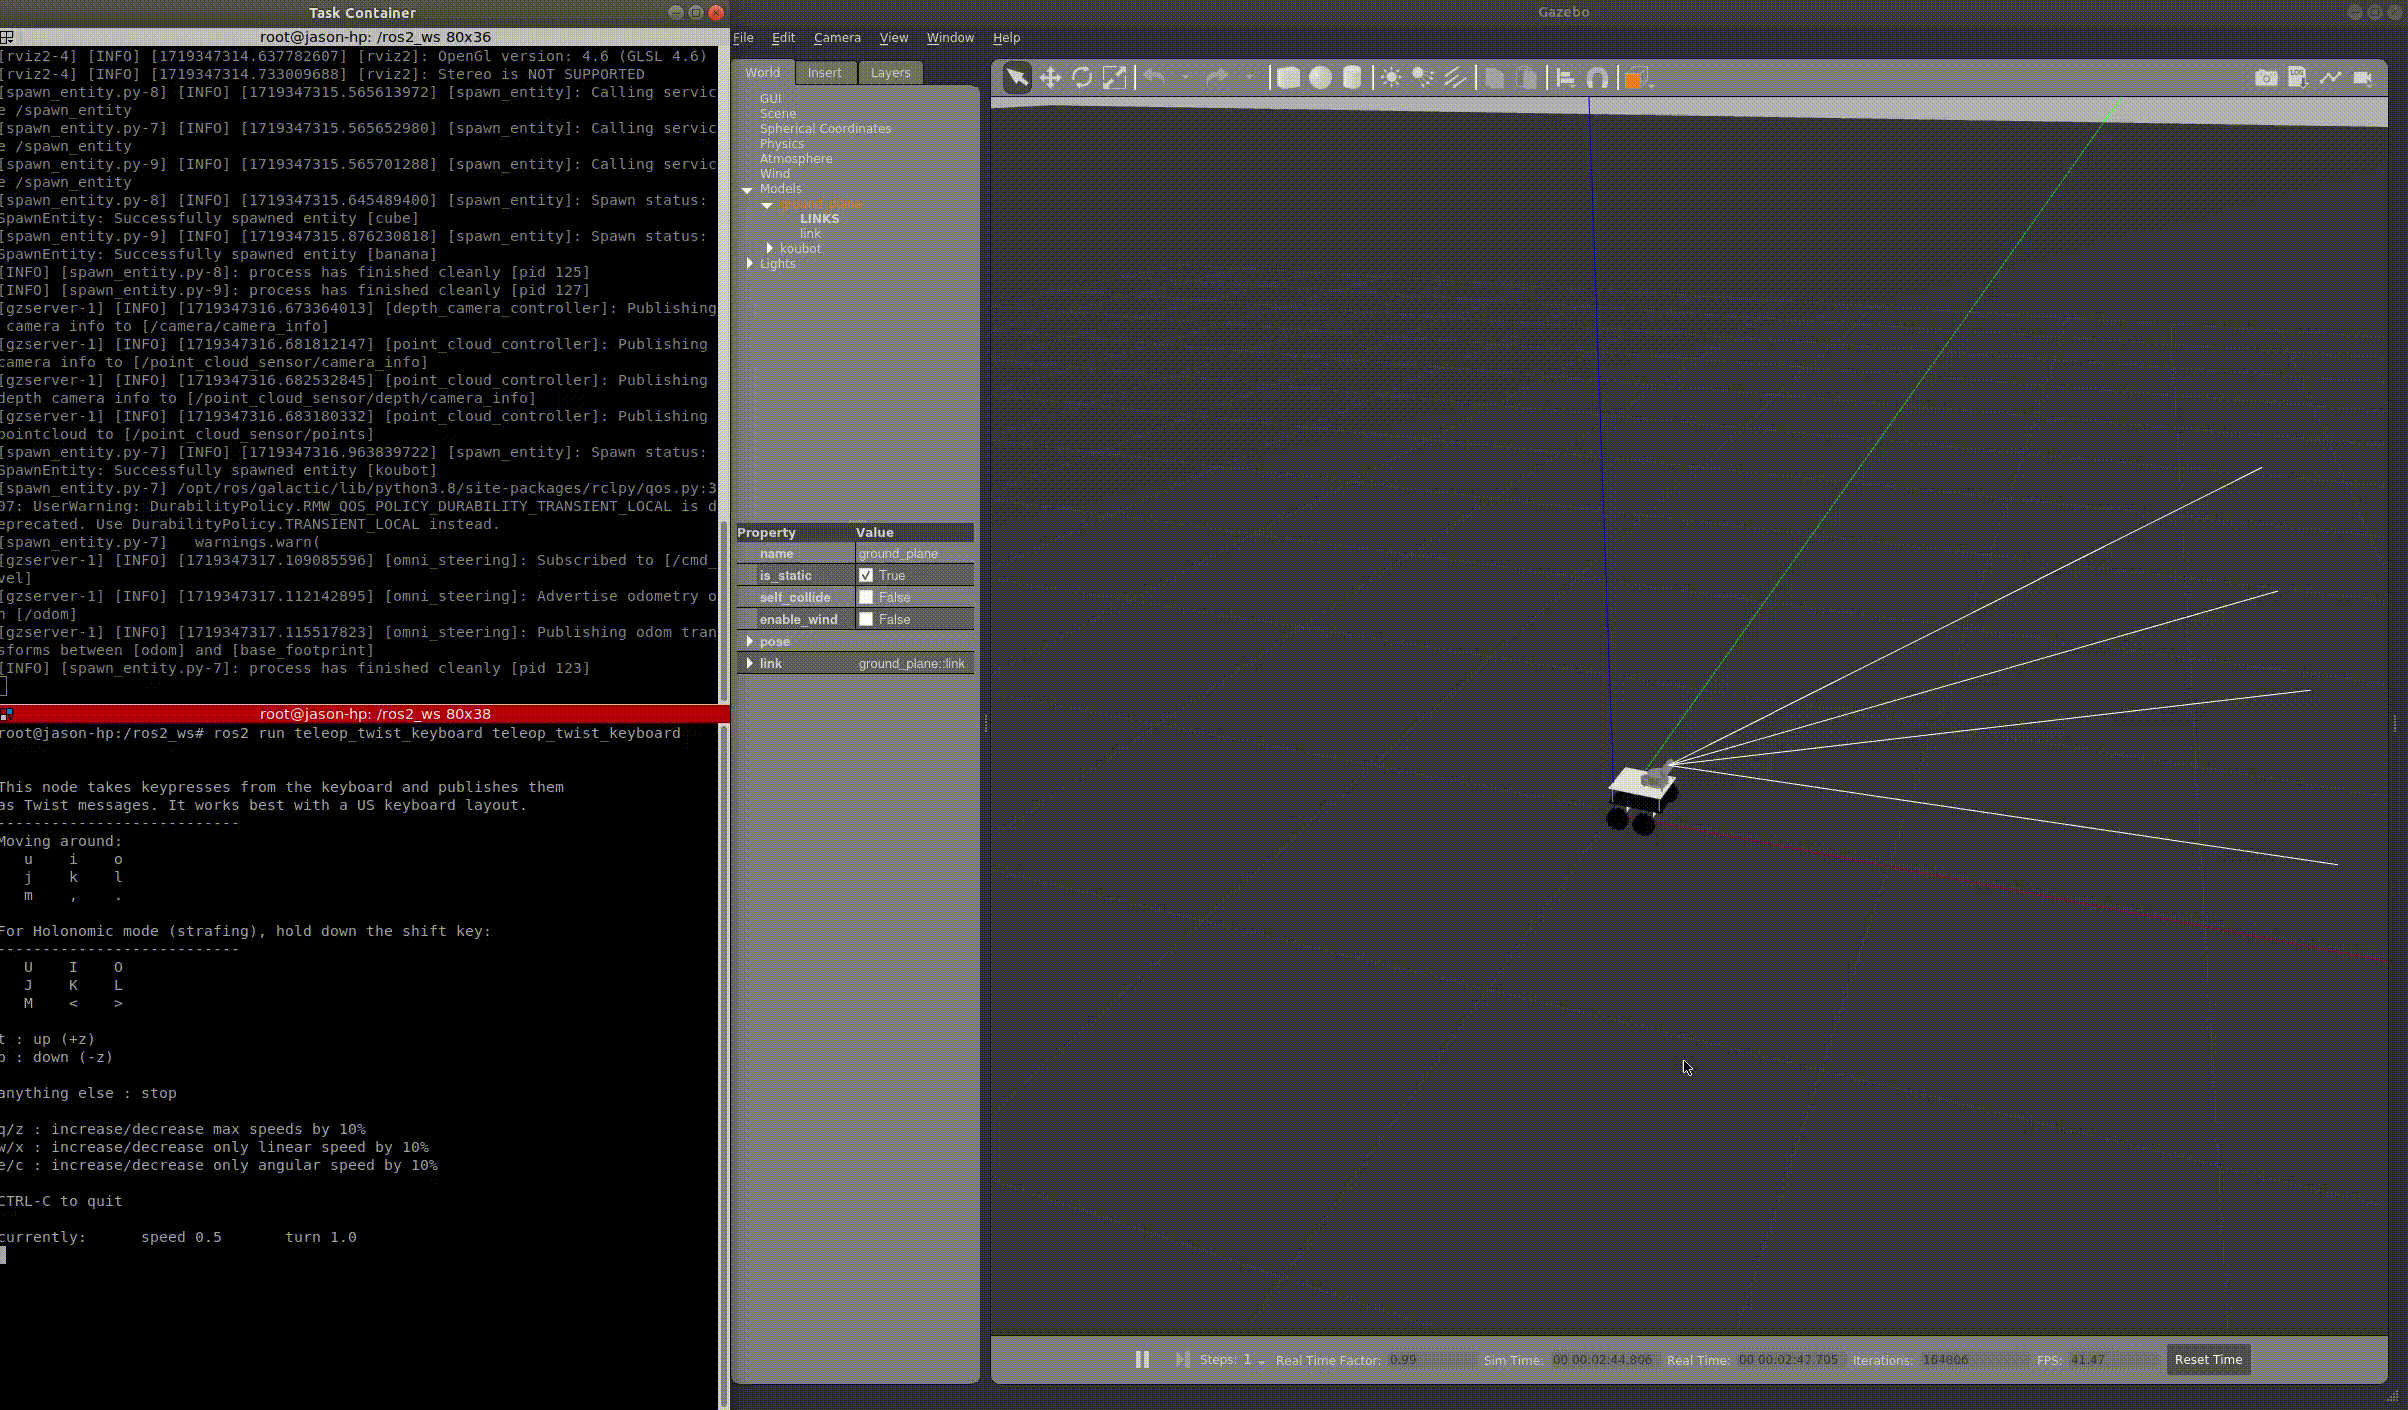 Task Container
root@jason-hp: /ros2_ws 80x36
[rviz2-4] [INFO] [1719347314.637782607] [rviz2]: OpenGl version: 4.6 (GLSL 4.6)
[rviz2-4] [INFO] [1719347314.733009688] [rviz2]: Stereo is NOT SUPPORTED
[spawn_entity.py-8] [INFO] [1719347315.565613972] [spawn_entity]: Calling servic
e /spawn_entity
[spawn_entity.py-7] [INFO] [1719347315.565652980] [spawn_entity]: Calling servic
e /spawn_entity
[spawn_entity.py-9] [INFO] [1719347315.565701288] [spawn_entity]: Calling servic
e /spawn_entity
[spawn_entity.py-8] [INFO] [1719347315.645489400] [spawn_entity]: Spawn status:
SpawnEntity: Successfully spawned entity [cube]
[spawn_entity.py-9] [INFO] [1719347315.876230818] [spawn_entity]: Spawn status:
SpawnEntity: Successfully spawned entity [banana]
[INFO] [spawn_entity.py-8]: process has finished cleanly [pid 125]
[INFO] [spawn_entity.py-9]: process has finished cleanly [pid 127]
[gzserver-1] [INFO] [1719347316.673364013] [depth_camera_controller]: Publishing
camera info to [/camera/camera_info]
[gzserver-1] [INFO] [1719347316.681812147] [point_cloud_controller]: Publishing
camera info to [/point_cloud_sensor/camera_info]
[gzserver-1] [INFO] [1719347316.682532845] [point_cloud_controller]: Publishing
depth camera info to [/point_cloud_sensor/depth/camera_info]
[gzserver-1] [INFO] [1719347316.683180332] [point_cloud_controller]: Publishing
pointcloud to [/point_cloud_sensor/points]
[spawn_entity.py-7] [INFO] [1719347316.963839722] [spawn_entity]: Spawn status:
SpawnEntity: Successfully spawned entity [koubot]
[spawn_entity.py-7] /opt/ros/galactic/lib/python3.8/site-packages/rclpy/qos.py:3
07: UserWarning: DurabilityPolicy.RMW_QOS_POLICY_DURABILITY_TRANSIENT_LOCAL is d
eprecated. Use DurabilityPolicy.TRANSIENT_LOCAL instead.
[spawn_entity.py-7]   warnings.warn(
[gzserver-1] [INFO] [1719347317.109085596] [omni_steering]: Subscribed to [/cmd_
vel]
[gzserver-1] [INFO] [1719347317.112142895] [omni_steering]: Advertise odometry o
n [/odom]
[gzserver-1] [INFO] [1719347317.115517823] [omni_steering]: Publishing odom tran
sforms between [odom] and [base_footprint]
[INFO] [spawn_entity.py-7]: process has finished cleanly [pid 123]
root@jason-hp: /ros2_ws 80x38
root@jason-hp:/ros2_ws# ros2 run teleop_twist_keyboard teleop_twist_keyboard
This node takes keypresses from the keyboard and publishes them
as Twist messages. It works best with a US keyboard layout.
---------------------------
Moving around:
u    i    o
j    k    l
m    ,    .
For Holonomic mode (strafing), hold down the shift key:
---------------------------
U    I    O
J    K    L
M    <    >
t : up (+z)
b : down (-z)
anything else : stop
q/z : increase/decrease max speeds by 10%
w/x : increase/decrease only linear speed by 10%
e/c : increase/decrease only angular speed by 10%
CTRL-C to quit
currently:      speed 0.5       turn 1.0
Gazebo
File Edit Camera View Window Help
World Insert Layers
GUI
Scene
Spherical Coordinates
Physics
Atmosphere
Wind
Models
ground_plane
LINKS
link
koubot
Lights
Property Value
name ground_plane
is_static True
self_collide False
enable_wind False
pose
link ground_plane::link
LOG
Steps: 1 Real Time Factor: 0.99 Sim Time: 00 00:02:44.806 Real Time: 00 00:02:47.705 Iterations: 164806 FPS: 41.47 Reset Time